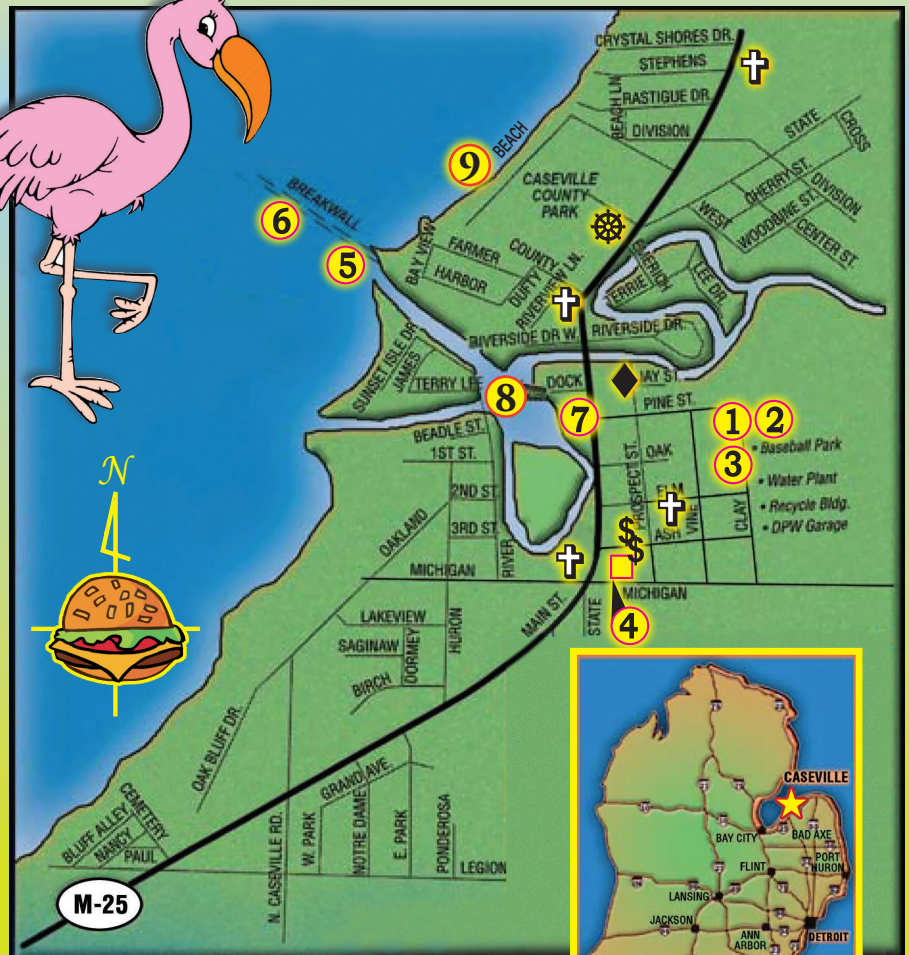 CRYSTAL SHORES DR.
STEPHENS
BEACH LN
RASTIGUE DR.
DIVISION
STATE
CROSS
BEACH
9
CASEVILLE
COUNTY
PARK
GHERRY ST.
DIVISION
WEST
WOODBINE ST.
CENTER ST.
BREAKWALL
6
5
BAY VIEW
FARMER
HARBOR
COUNTY
DUFTY
RIVERVIEW LN.
GERICH
TERRIE
LEE DR.
RIVERSIDE DR W.
RIVERSIDE DR.
SUNSET ISLE DR.
JAMES
TERRY LEE
8
DOCK
MAY ST.
7
PINE ST.
1
2
3
• Baseball Park
• Water Plant
• Recycle Bldg.
• DPW Garage
BEADLE ST.
1ST ST.
2ND ST
3RD ST
OAKLAND
RIVER
PROSPECT ST.
OAK
ELM
VINE
ASH
CLAY
$
$
N
MICHIGAN
MICHIGAN
MAIN ST.
STATE
4
LAKEVIEW
HURON
SAGINAW
DORMEY
BIRCH
OAK BLUFF DR.
GRAND AVE.
CEMETERY
BLUFF ALLEY
NANCY
PAUL
N. CASEVILLE RD.
W. PARK
NOTRE DAME
E. PARK
PONDEROSA
LEGION
M-25
CASEVILLE
BAY CITY
BAD AXE
FLINT
PORT
HURON
LANSING
JACKSON
ANN
ARBOR
DETROIT